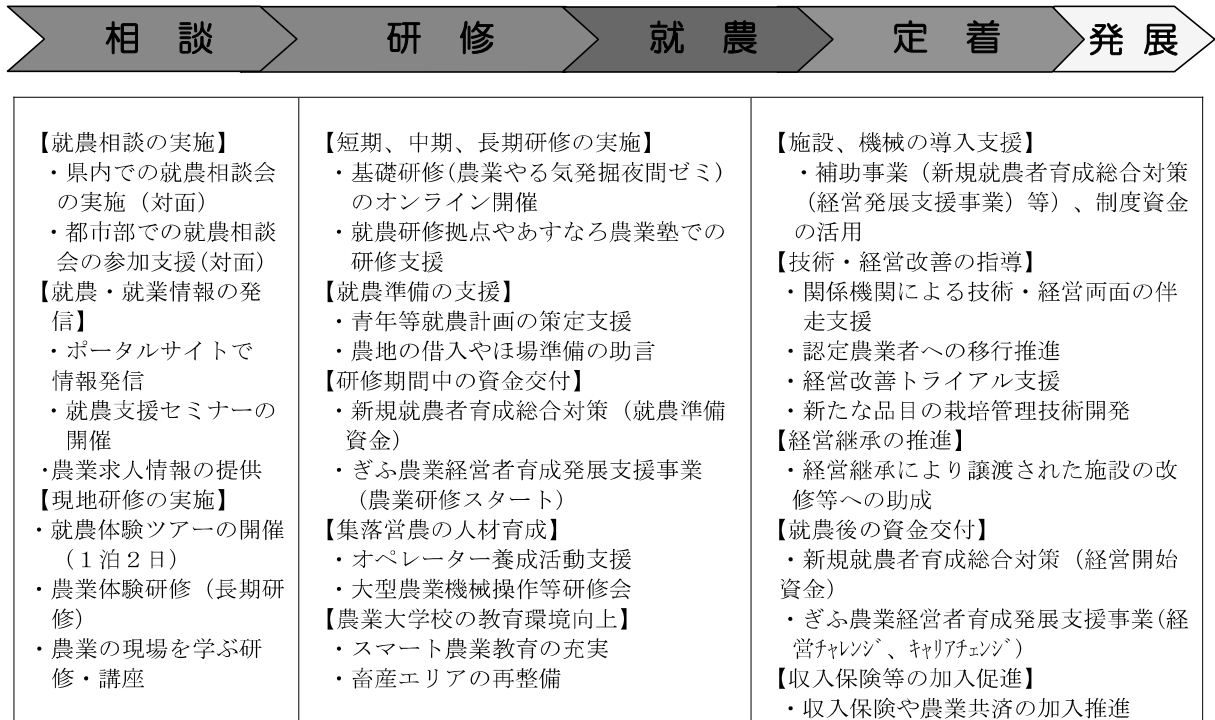 相 談
研 修
就 農
定 着
発 展
【就農相談の実施】
・県内での就農相談会
の実施（対面）
・都市部での就農相談
会の参加支援(対面)
【就農・就業情報の発
信】
・ポータルサイトで
情報発信
・就農支援セミナーの
開催
・農業求人情報の提供
【現地研修の実施】
・就農体験ツアーの開催
（１泊２日）
・農業体験研修（長期研
修）
・農業の現場を学ぶ研
修・講座
【短期、中期、長期研修の実施】
・基礎研修(農業やる気発掘夜間ゼミ)
のオンライン開催
・就農研修拠点やあすなろ農業塾での
研修支援
【就農準備の支援】
・青年等就農計画の策定支援
・農地の借入やほ場準備の助言
【研修期間中の資金交付】
・新規就農者育成総合対策（就農準備
資金）
・ぎふ農業経営者育成発展支援事業
（農業研修スタート）
【集落営農の人材育成】
・オペレーター養成活動支援
・大型農業機械操作等研修会
【農業大学校の教育環境向上】
・スマート農業教育の充実
・畜産エリアの再整備
【施設、機械の導入支援】
・補助事業（新規就農者育成総合対策
（経営発展支援事業）等）、制度資金
の活用
【技術・経営改善の指導】
・関係機関による技術・経営両面の伴
走支援
・認定農業者への移行推進
・経営改善トライアル支援
・新たな品目の栽培管理技術開発
【経営継承の推進】
・経営継承により譲渡された施設の改
修等への助成
【就農後の資金交付】
・新規就農者育成総合対策（経営開始
資金）
・ぎふ農業経営者育成発展支援事業(経
営ﾁｬﾚﾝｼﾞ、ｷｬﾘｱﾁｪﾝｼﾞ)
【収入保険等の加入促進】
・収入保険や農業共済の加入推進